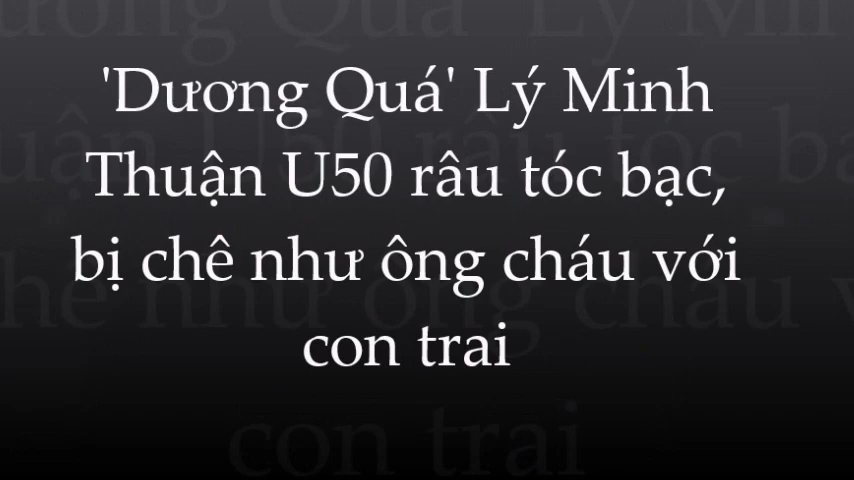 'Dương Quá' Lý Minh
Thuận U50 râu tóc bạc,
bị chê như ông cháu với
con trai